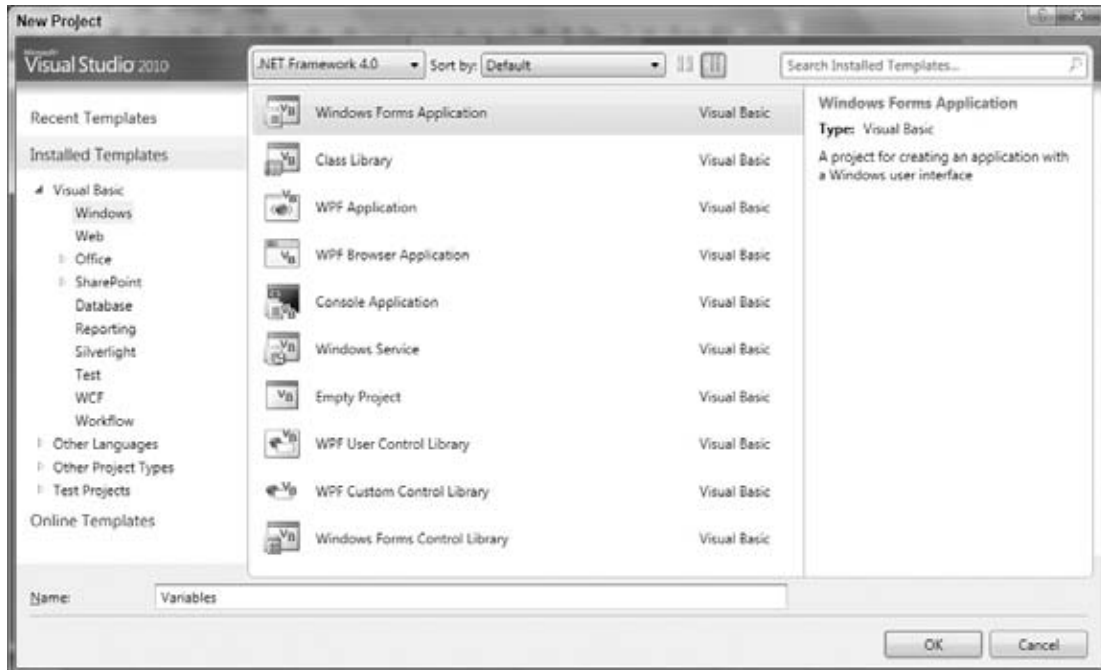 New Project
Microsoft
Visual Studio 2010
.NET Framework 4.0
Sort by: Default
Search Installed Templates...
Recent Templates
Installed Templates
Visual Basic
Windows
Web
Office
SharePoint
Database
Reporting
Silverlight
Test
WCF
Workflow
Other Languages
Other Project Types
Test Projects
Online Templates
Windows Forms Application Visual Basic
Class Library Visual Basic
WPF Application Visual Basic
WPF Browser Application Visual Basic
Console Application Visual Basic
Windows Service Visual Basic
Empty Project Visual Basic
WPF User Control Library Visual Basic
WPF Custom Control Library Visual Basic
Windows Forms Control Library Visual Basic
Windows Forms Application
Type: Visual Basic
A project for creating an application with
a Windows user interface
Name: Variables
OK Cancel